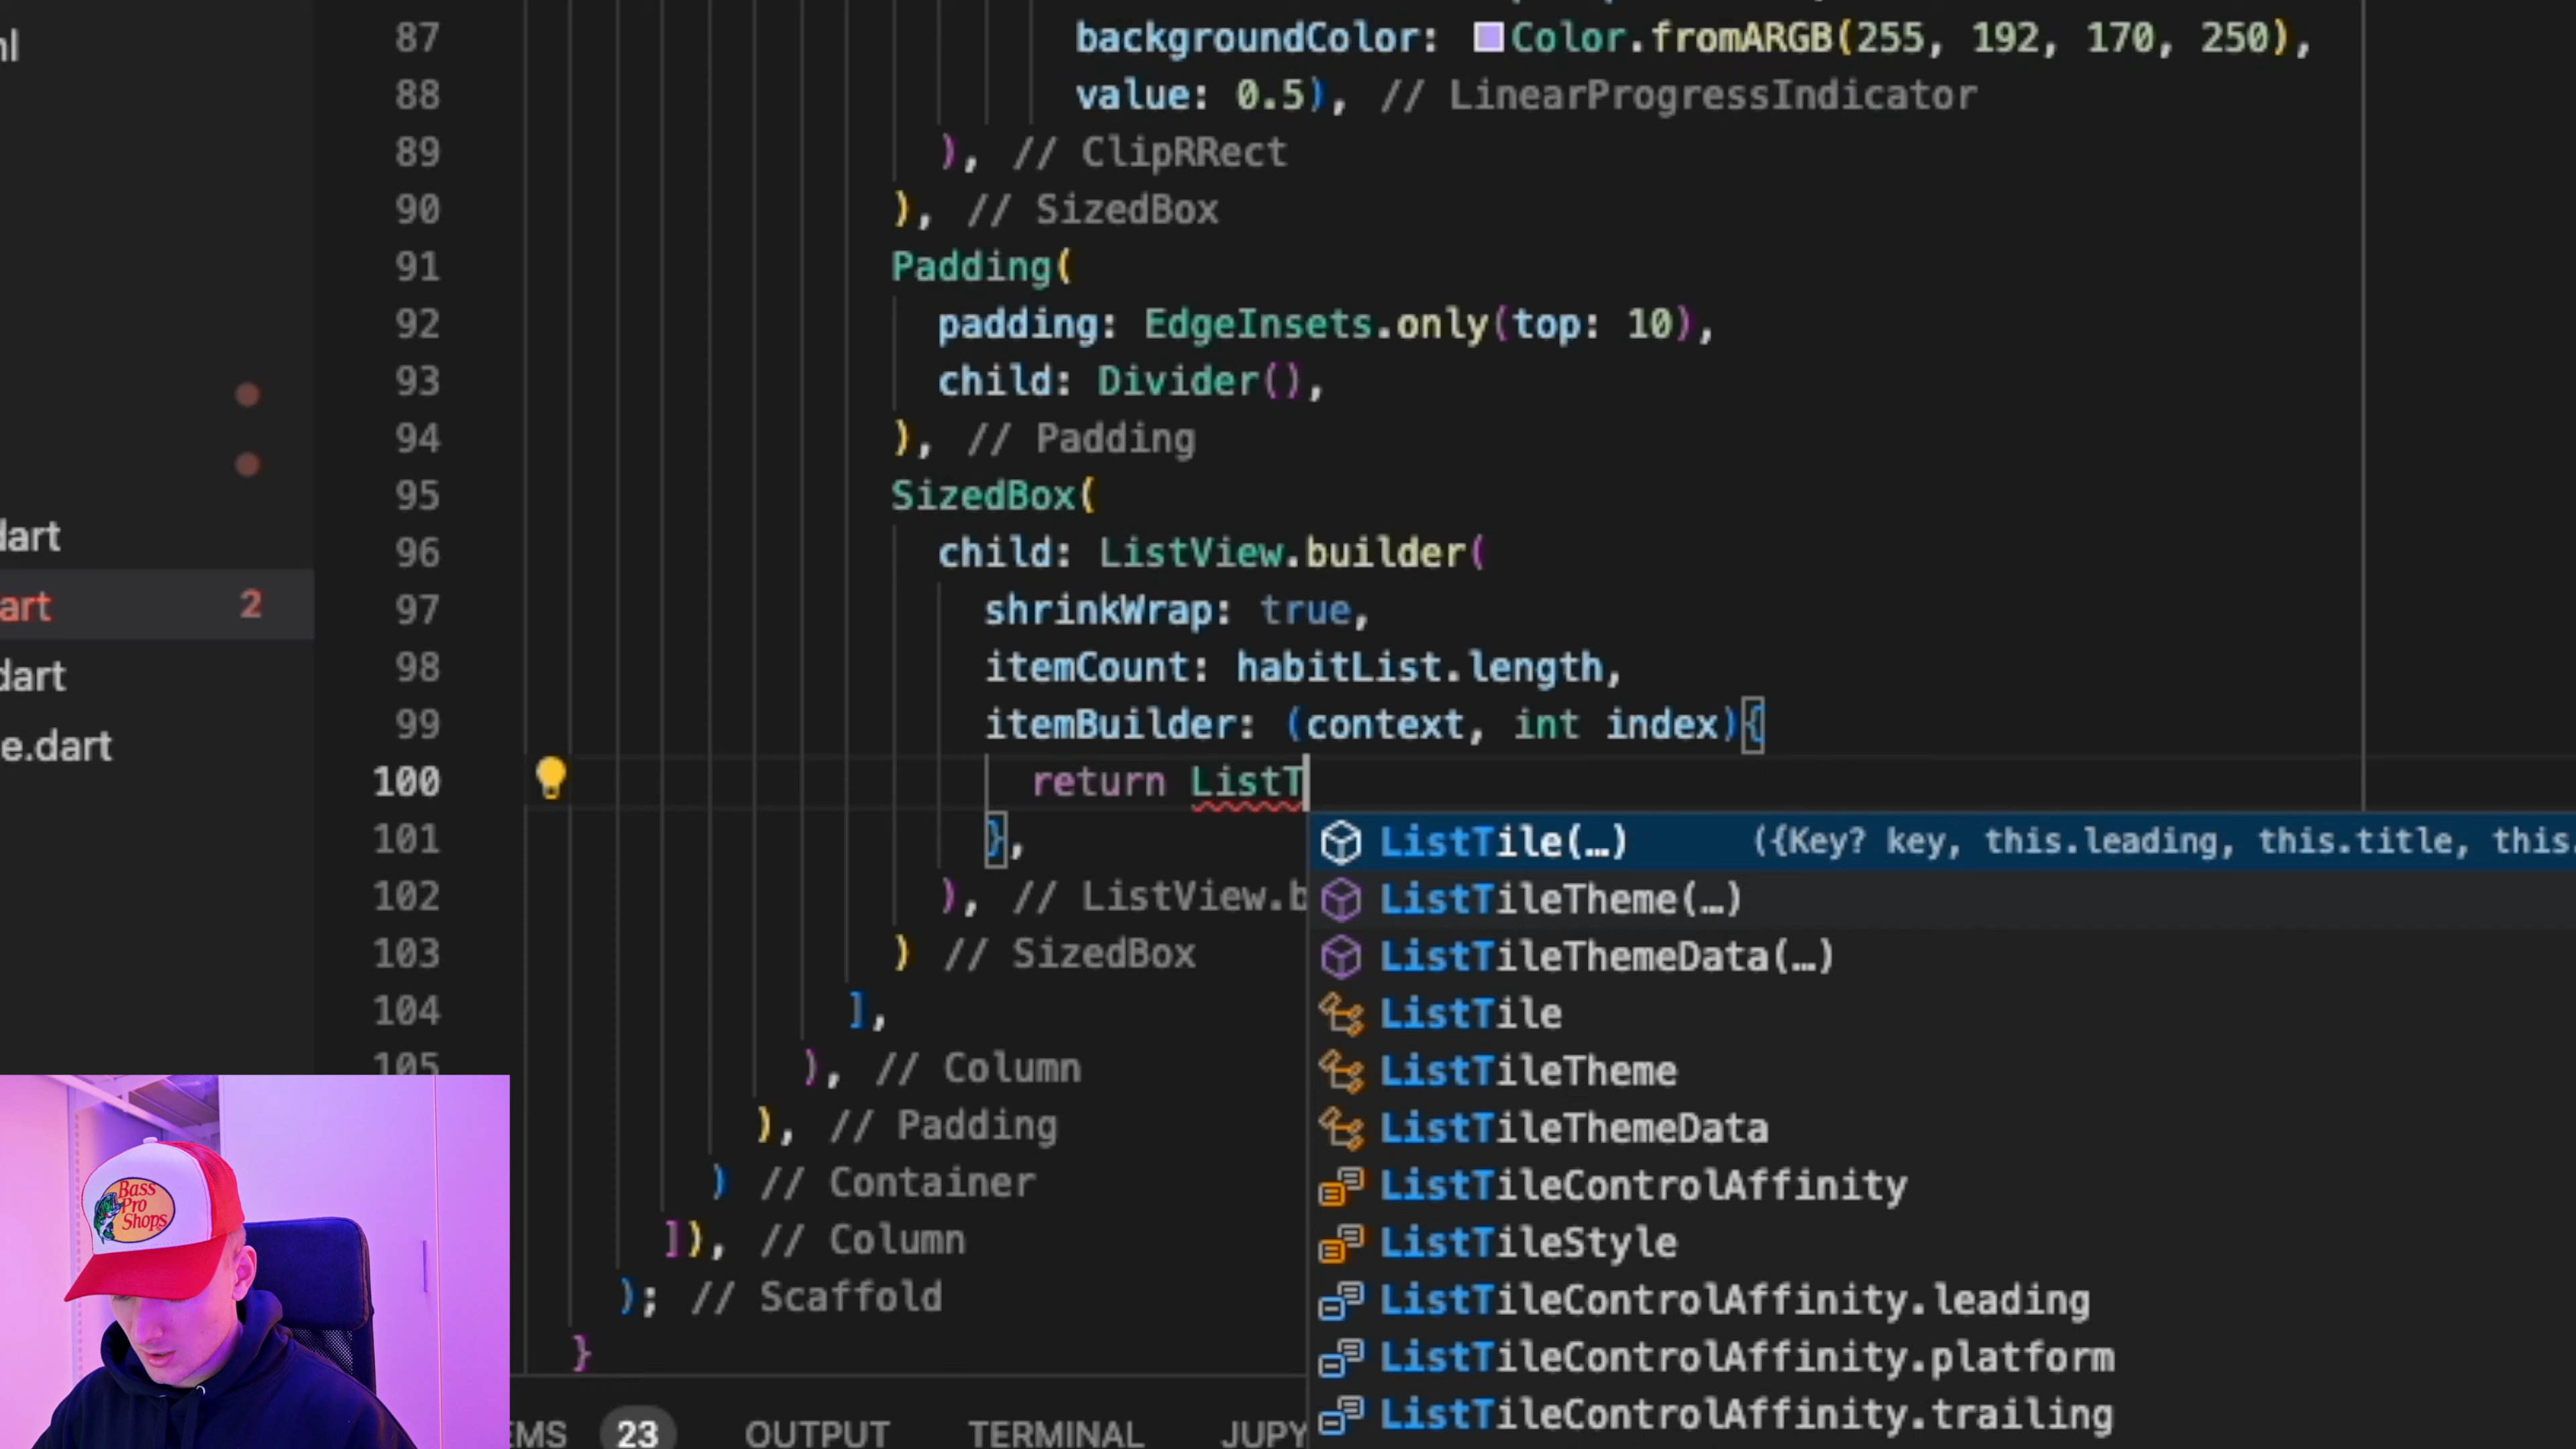 ml
87 backgroundColor: Color.fromARGB(255, 192, 170, 250),
88 value: 0.5), // LinearProgressIndicator
89 ), // ClipRRect
90 ), // SizedBox
91 Padding(
92 padding: EdgeInsets.only(top: 10),
93 child: Divider(),
94 ), // Padding
95 SizedBox(
dart
96 child: ListView.builder(
art 2
97 shrinkWrap: true,
98 itemCount: habitList.length,
dart
99 itemBuilder: (context, int index){
e.dart
100 return ListT
101 },
ListTile(…) ({Key? key, this.leading, this.title, this.
102 ), // ListView.b
ListTileTheme(…)
103 ) // SizedBox
ListTileThemeData(…)
104 ],
ListTile
105 ), // Column
ListTileTheme
), // Padding
ListTileThemeData
) // Container
ListTileControlAffinity
]), // Column
ListTileStyle
); // Scaffold
ListTileControlAffinity.leading
}
ListTileControlAffinity.platform
ListTileControlAffinity.trailing
EMS 23 OUTPUT TERMINAL JUPY
Bass
Pro
Shops